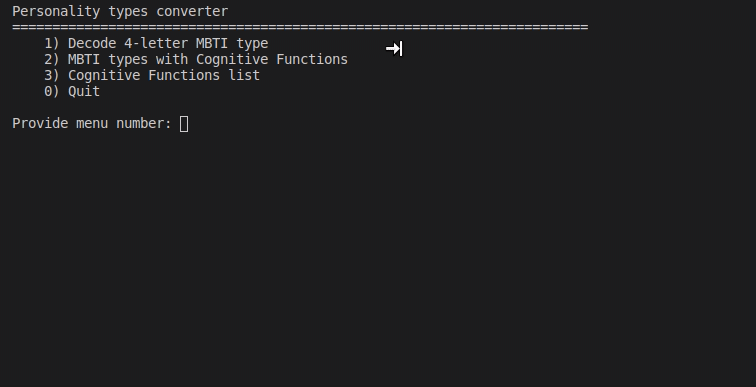 Personality types converter
========================================================================
1) Decode 4-letter MBTI type
2) MBTI types with Cognitive Functions
3) Cognitive Functions list
0) Quit
Provide menu number: